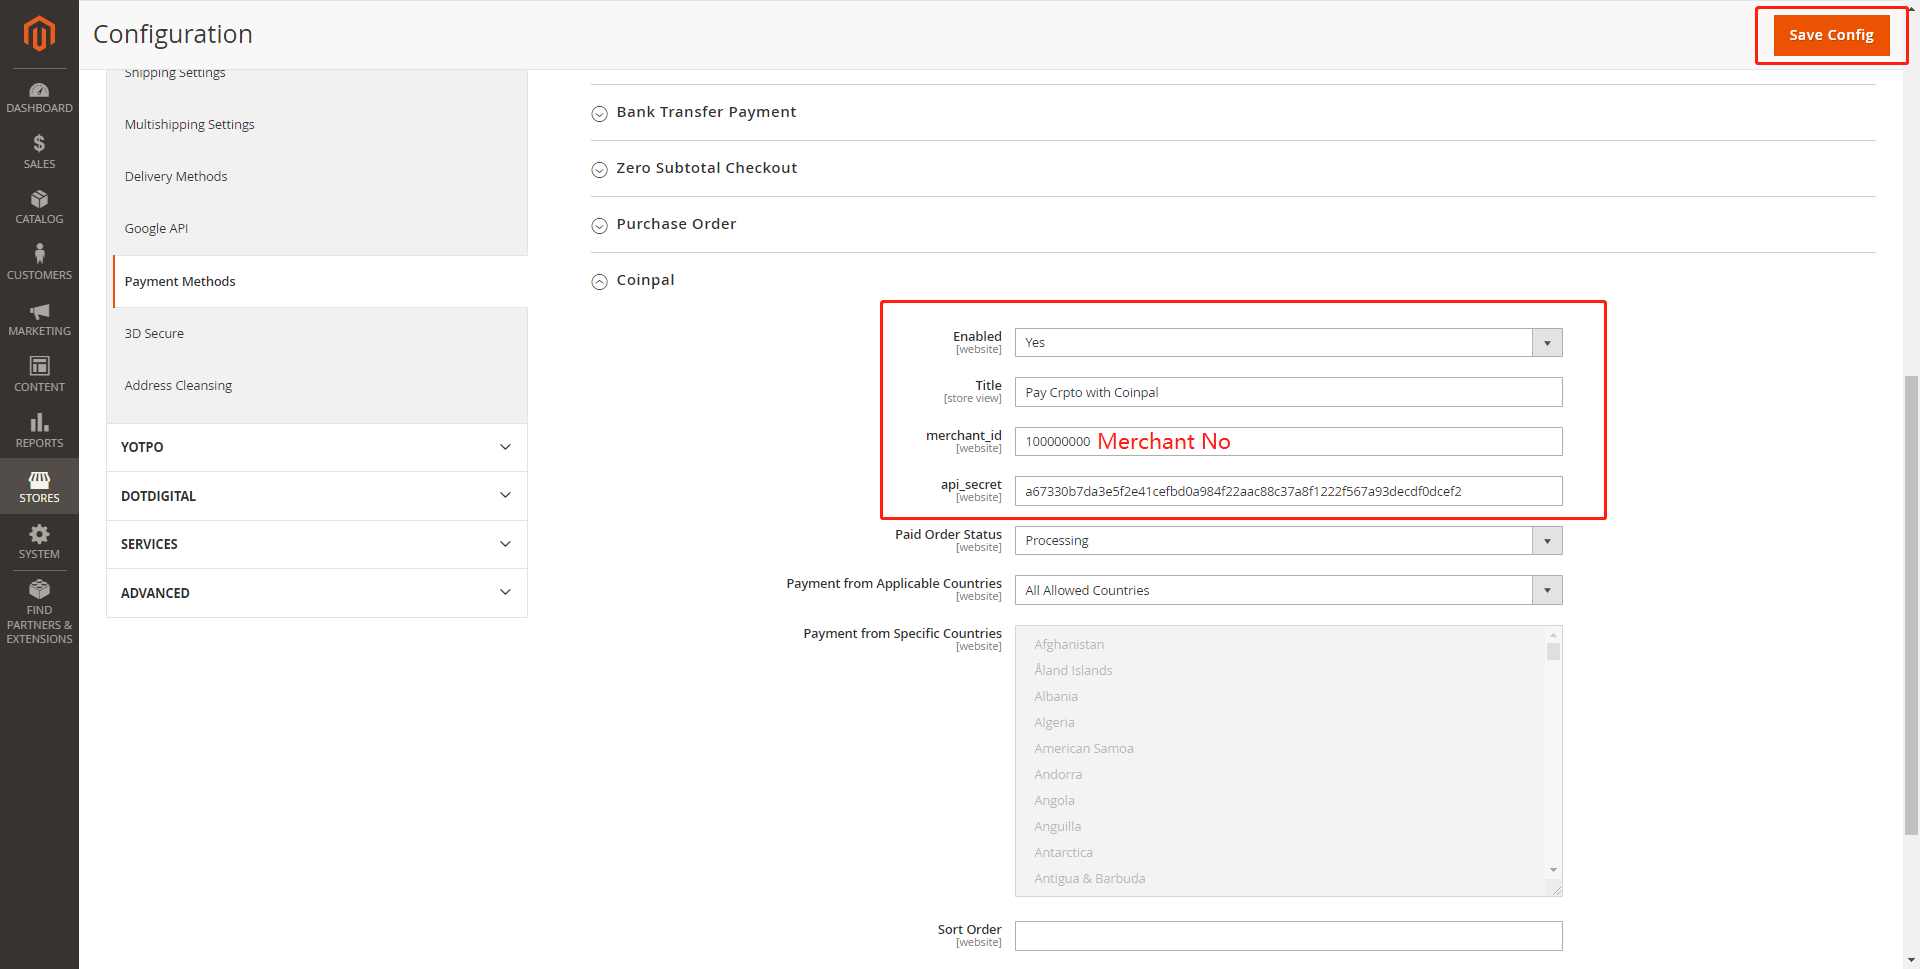 Configuration
Save Config
DASHBOARD
SALES
CATALOG
CUSTOMERS
MARKETING
CONTENT
REPORTS
STORES
SYSTEM
FIND
PARTNERS &
EXTENSIONS
Shipping Settings
Multishipping Settings
Delivery Methods
Google API
Payment Methods
3D Secure
Address Cleansing
YOTPO
DOTDIGITAL
SERVICES
ADVANCED
Bank Transfer Payment
Zero Subtotal Checkout
Purchase Order
Coinpal
Enabled
[website]
Yes
Title
[store view]
Pay Crpto with Coinpal
merchant_id
[website]
100000000 Merchant No
api_secret
[website]
a67330b7da3e5f2e41cefbd0a984f22aac88c37a8f1222f567a93decdf0dcef2
Paid Order Status
[website]
Processing
Payment from Applicable Countries
[website]
All Allowed Countries
Payment from Specific Countries
[website]
Afghanistan
Åland Islands
Albania
Algeria
American Samoa
Andorra
Angola
Anguilla
Antarctica
Antigua & Barbuda
Sort Order
[website]